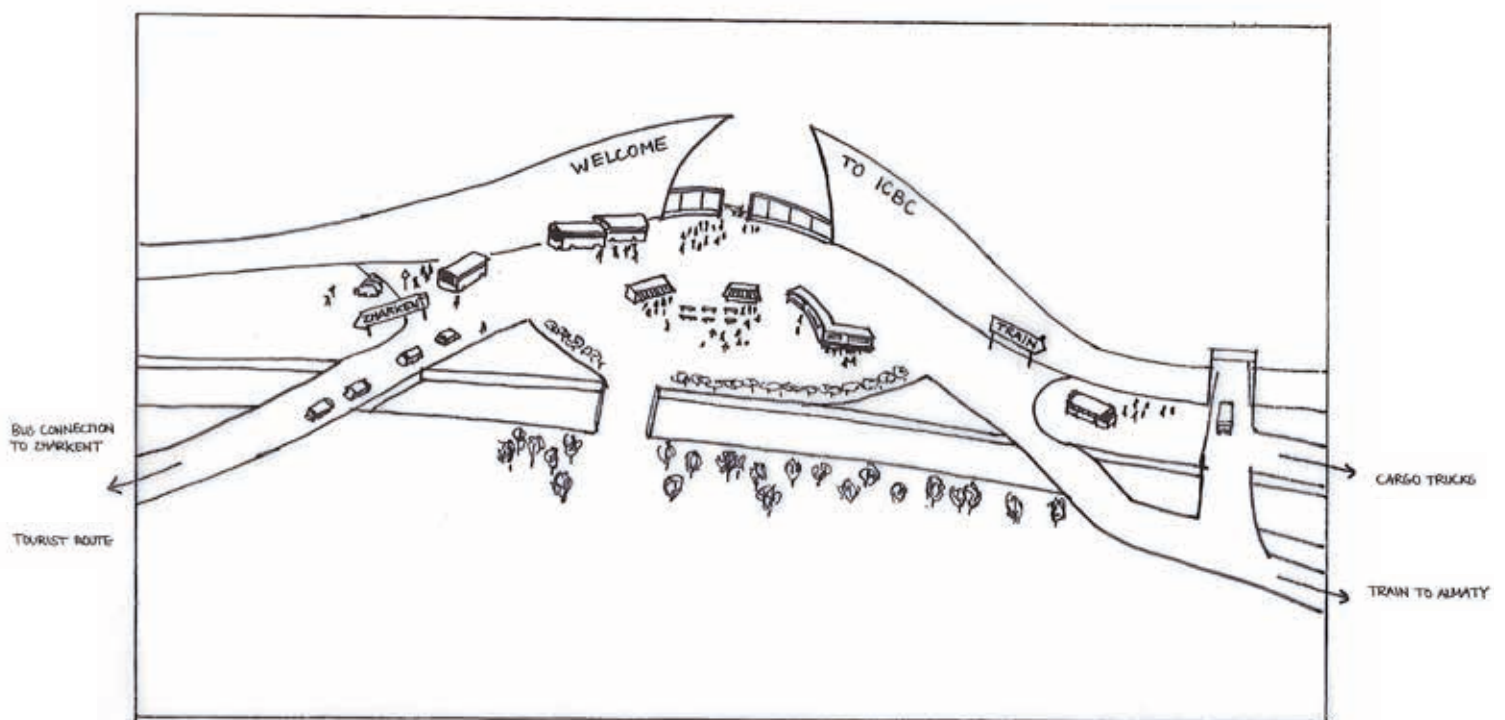 WELCOME
TO ICBC
ZHARKENT
TRAIN
BUS CONNECTION
TO ZHARKENT
TOURIST ROUTE
CARGO TRUCKS
TRAIN TO ALMATY